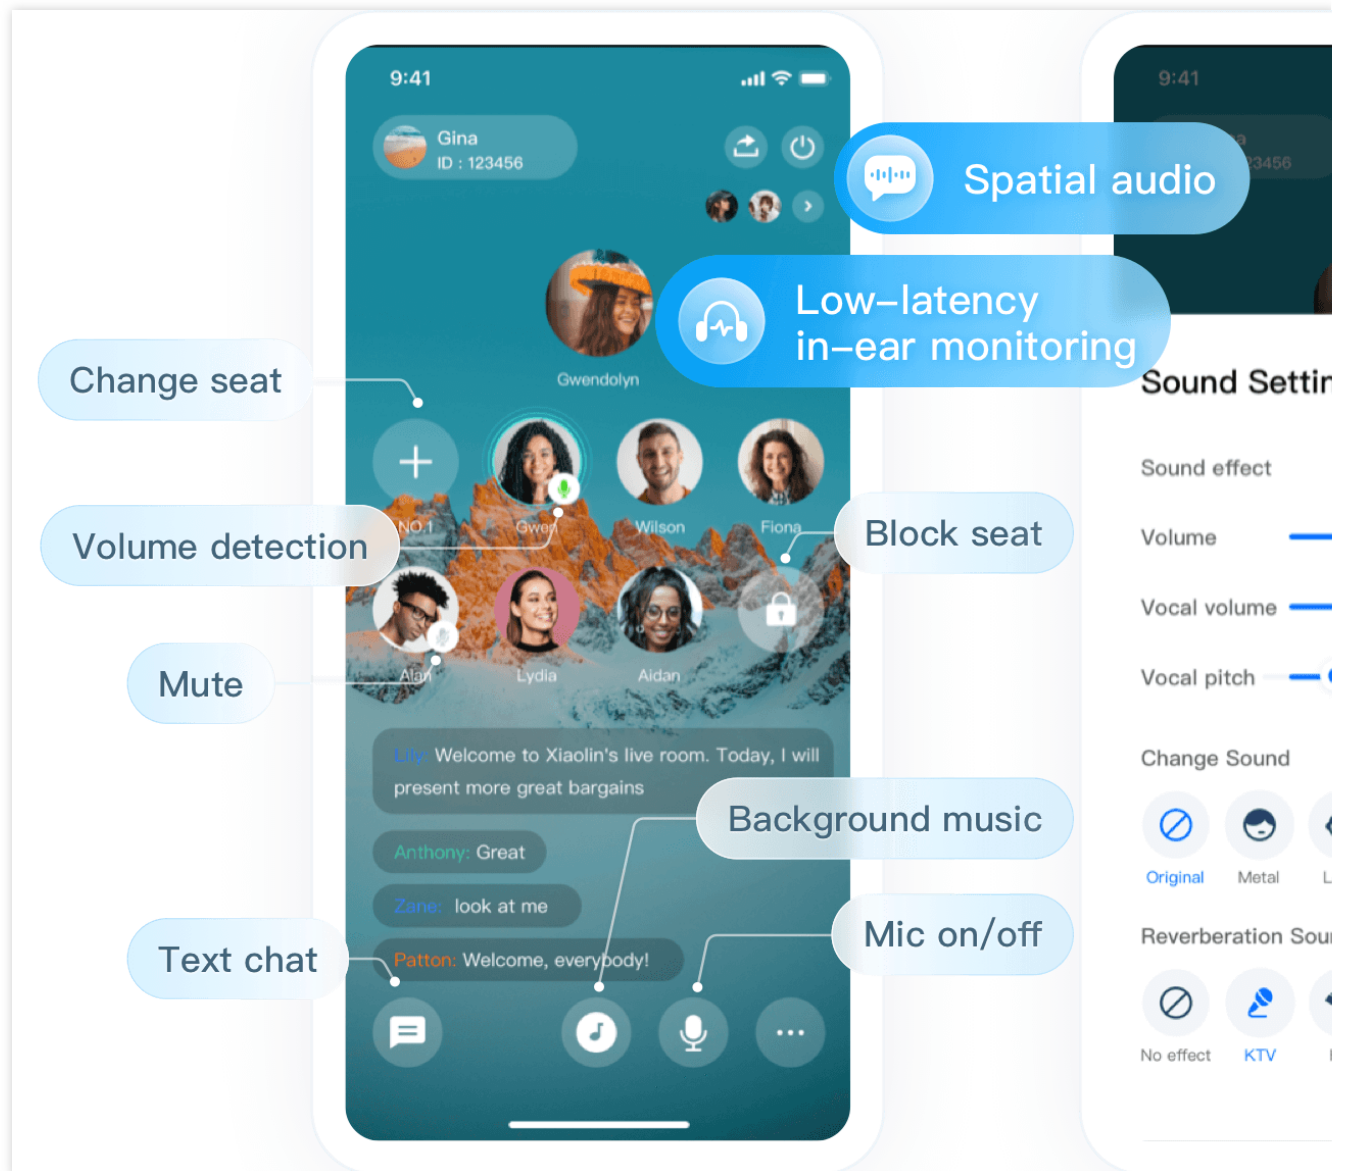 9:41
Gina
ID : 123456
Spatial audio
Low-latency
in-ear monitoring
Gwendolyn
Change seat
NO.1
Gwen
Wilson
Fiona
Volume detection
Block seat
Mute
Alan
Lydia
Aidan
Lily: Welcome to Xiaolin's live room. Today, I will
present more great bargains
Background music
Anthony: Great
Zane: look at me
Mic on/off
Text chat
Patton: Welcome, everybody!
9:41
a
23456
Sound Settin
Sound effect
Volume
Vocal volume
Vocal pitch
Change Sound
Original
Metal
L
Reverberation Sou
No effect
KTV